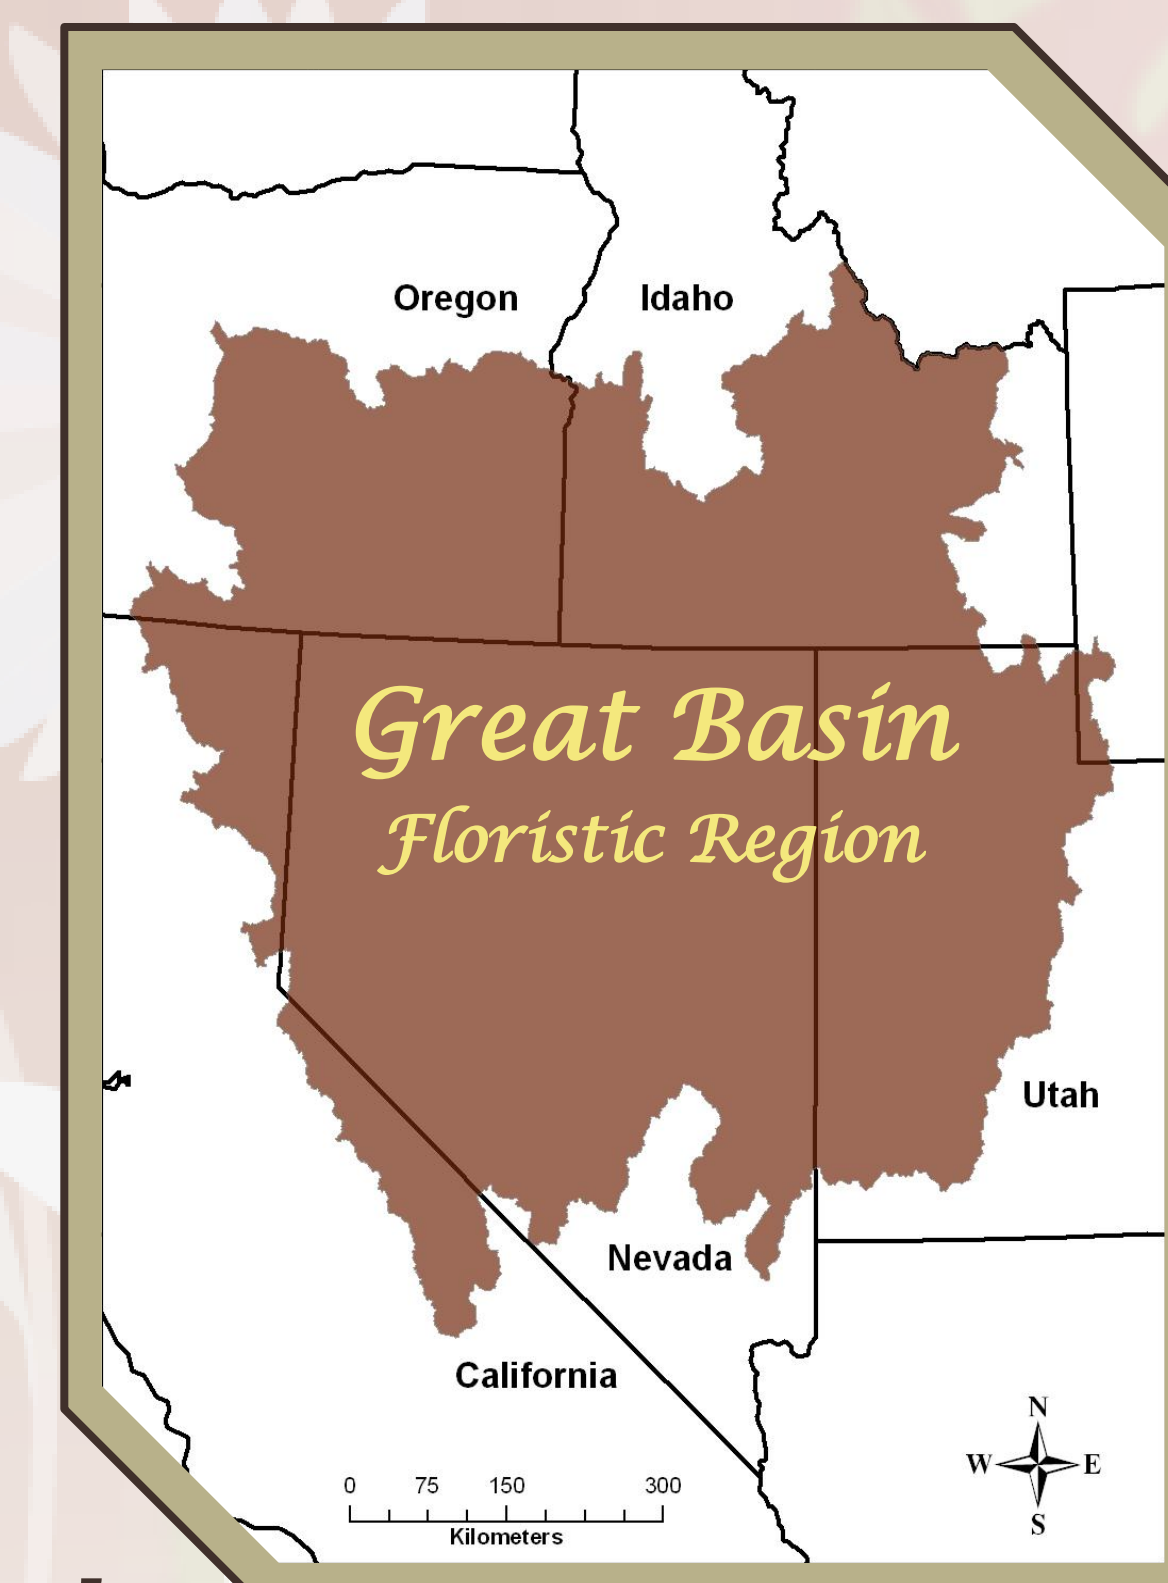 Oregon
Idaho
Great Basin
Floristic Region
Utah
Nevada
California
N
W E
S
0 75 150 300
Kilometers